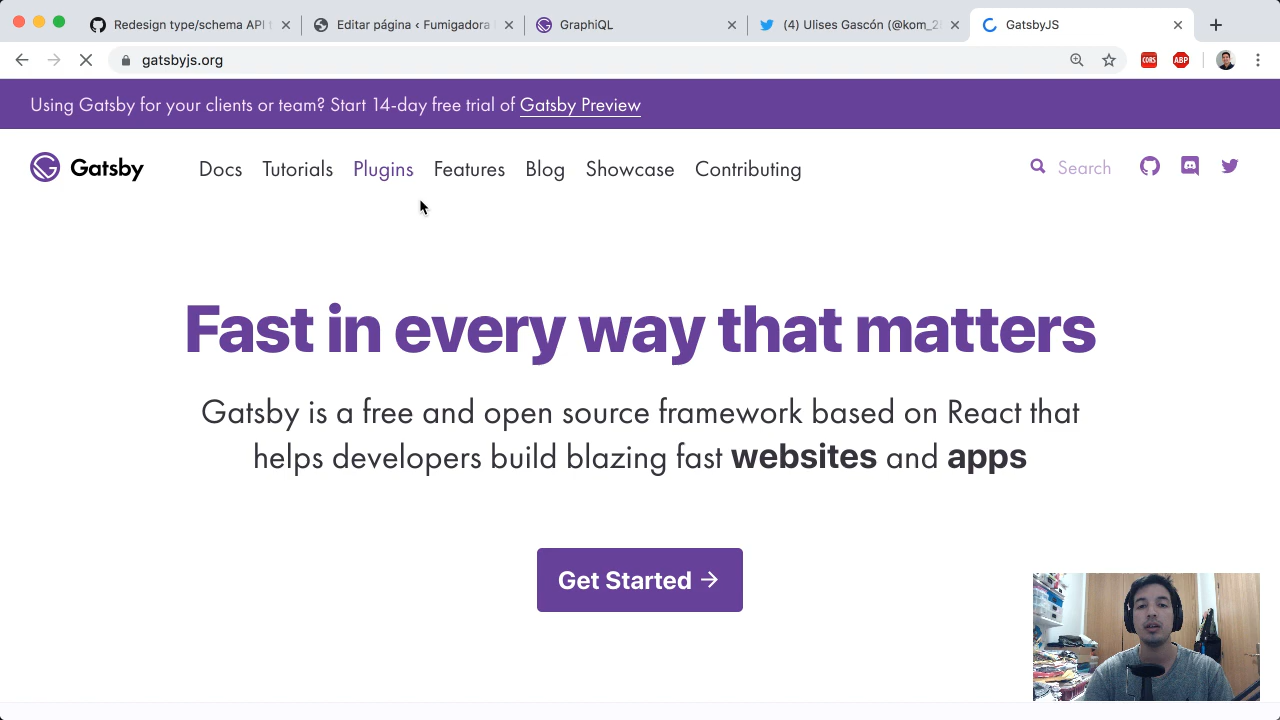 Redesign type/schema API t
Editar página ‹ Fumigadora
GraphiQL
(4) Ulises Gascón (@kom_2
GatsbyJS
gatsbyjs.org
CORS
ABP
Using Gatsby for your clients or team? Start 14-day free trial of Gatsby Preview
Gatsby Docs Tutorials Plugins Features Blog Showcase Contributing Search
Fast in every way that matters
Gatsby is a free and open source framework based on React that
helps developers build blazing fast websites and apps
Get Started →